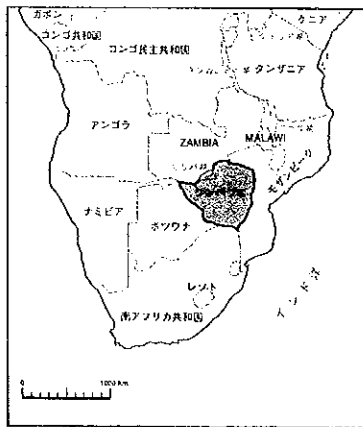 ガボン
ケニア
コンゴ共和国
コンゴ民主共和国
タンザニア
アンゴラ
ZAMBIA
MALAWI
モザンビーク
ナミビア
ボツワナ
レソト
南アフリカ共和国
インド洋
0
1000 Km